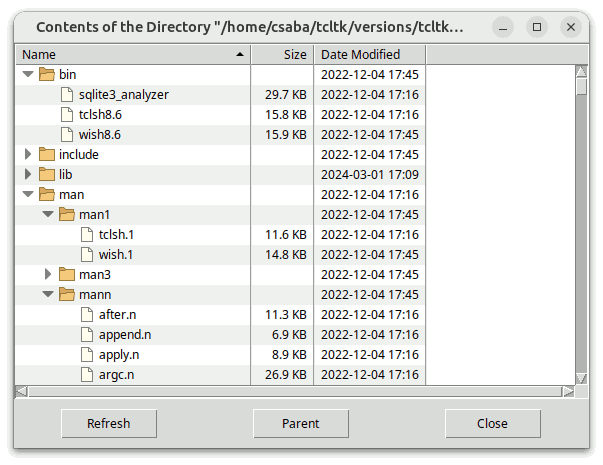 Contents of the Directory "/home/csaba/tcltk/versions/tcltk...
Name Size Date Modified
bin 2022-12-04 17:45
sqlite3_analyzer 29.7 KB 2022-12-04 17:16
tclsh8.6 15.8 KB 2022-12-04 17:16
wish8.6 15.9 KB 2022-12-04 17:45
include 2022-12-04 17:45
lib 2024-03-01 17:09
man 2022-12-04 17:16
man1 2022-12-04 17:45
tclsh.1 11.6 KB 2022-12-04 17:16
wish.1 14.8 KB 2022-12-04 17:45
man3 2022-12-04 17:45
mann 2022-12-04 17:45
after.n 11.3 KB 2022-12-04 17:16
append.n 6.9 KB 2022-12-04 17:16
apply.n 8.9 KB 2022-12-04 17:16
argc.n 26.9 KB 2022-12-04 17:16
Refresh Parent Close